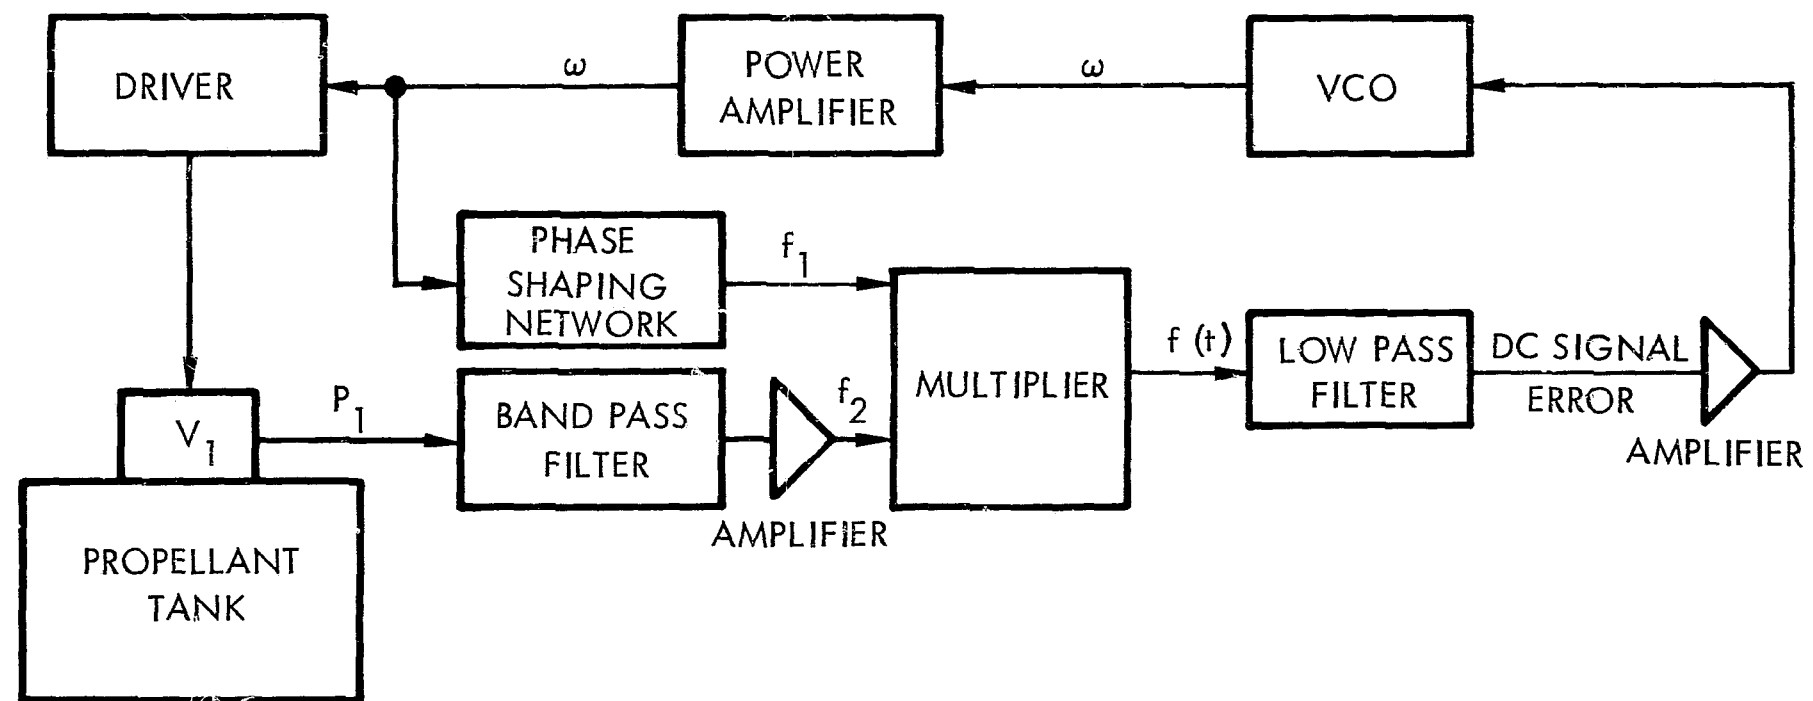 DRIVER
ω
POWER
AMPLIFIER
ω
VCO
PHASE
SHAPING
NETWORK
f₁
V₁
P₁
BAND PASS
FILTER
f₂
AMPLIFIER
MULTIPLIER
f (t)
LOW PASS
FILTER
DC SIGNAL
ERROR
AMPLIFIER
PROPELLANT
TANK